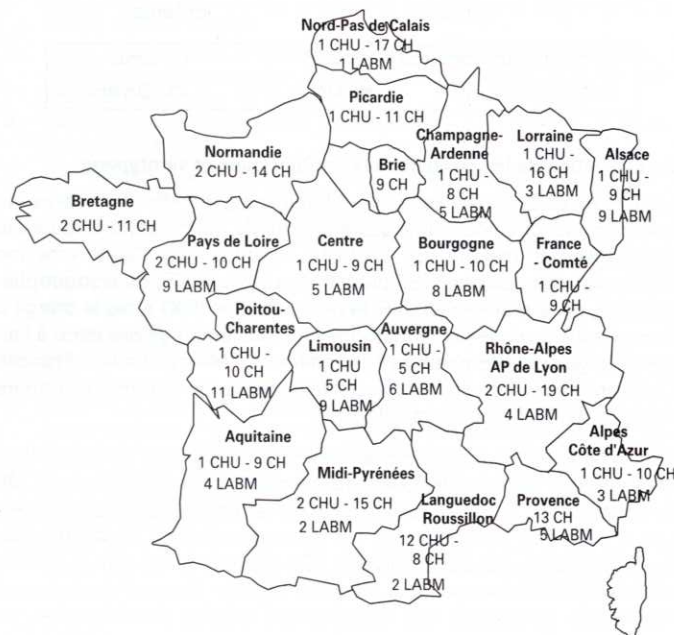 Nord-Pas de Calais
1 CHU - 17 CH
1 LABM
Picardie
1 CHU - 11 CH
Normandie
2 CHU - 14 CH
Brie
9 CH
Champagne-
Ardenne
1 CHU -
8 CH
5 LABM
Lorraine
1 CHU -
16 CH
3 LABM
Alsace
1 CHU -
9 CH
9 LABM
Bretagne
2 CHU - 11 CH
Pays de Loire
2 CHU - 10 CH
9 LABM
Centre
1 CHU - 9 CH
5 LABM
Bourgogne
1 CHU - 10 CH
8 LABM
France
- Comté
1 CHU -
9 CH
Poitou-
Charentes
1 CHU -
10 CH
11 LABM
Limousin
1 CHU
5 CH
9 LABM
Auvergne
1 CHU -
5 CH
6 LABM
Rhône-Alpes
AP de Lyon
2 CHU - 19 CH
4 LABM
Aquitaine
1 CHU - 9 CH
4 LABM
Midi-Pyrénées
2 CHU - 15 CH
2 LABM
Languedoc
Roussillon
12 CHU -
8 CH
2 LABM
Provence
13 CH
5 LABM
Alpes
Côte d'Azur
1 CHU - 10 CH
3 LABM